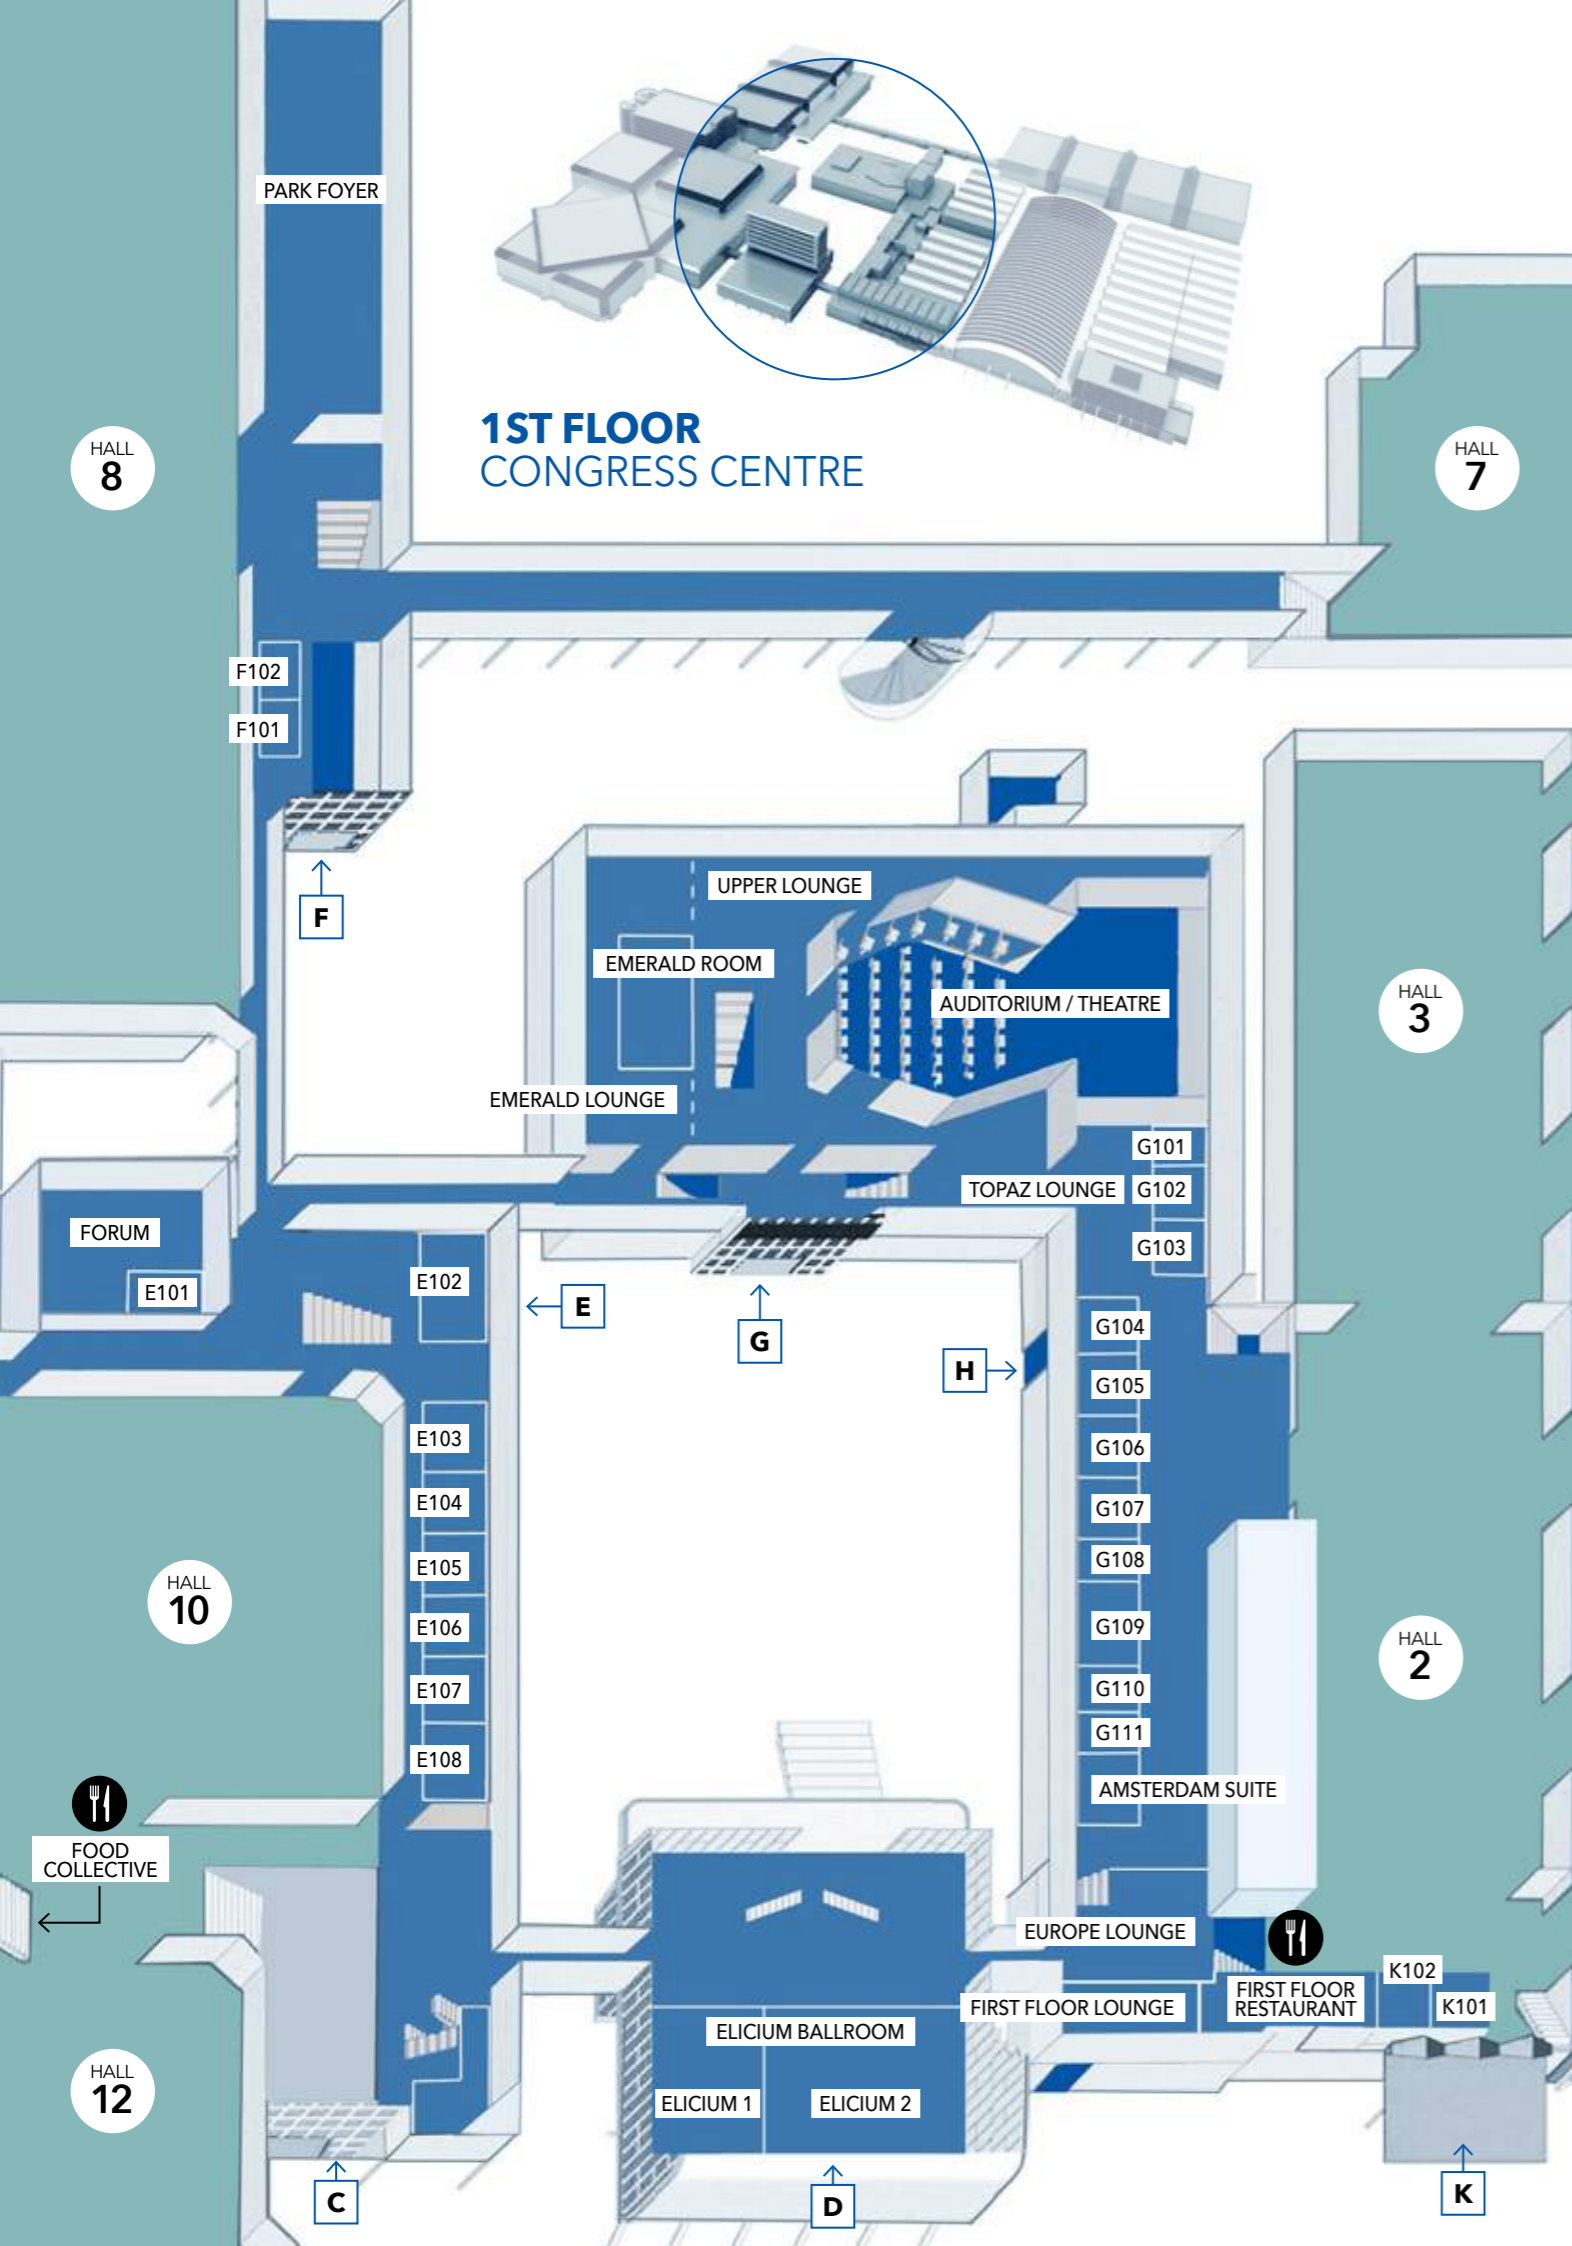 PARK FOYER
1ST FLOOR
CONGRESS CENTRE
HALL
8
HALL
7
F102
F101
F
UPPER LOUNGE
EMERALD ROOM
AUDITORIUM / THEATRE
HALL
3
EMERALD LOUNGE
G101
TOPAZ LOUNGE
G102
G103
FORUM
E101
E102
E
G
H
G104
G105
G106
G107
G108
G109
G110
G111
E103
E104
E105
E106
E107
E108
HALL
10
HALL
2
AMSTERDAM SUITE
FOOD
COLLECTIVE
EUROPE LOUNGE
FIRST FLOOR LOUNGE
FIRST FLOOR
RESTAURANT
K102
K101
ELICIUM BALLROOM
ELICIUM 1
ELICIUM 2
HALL
12
C
D
K